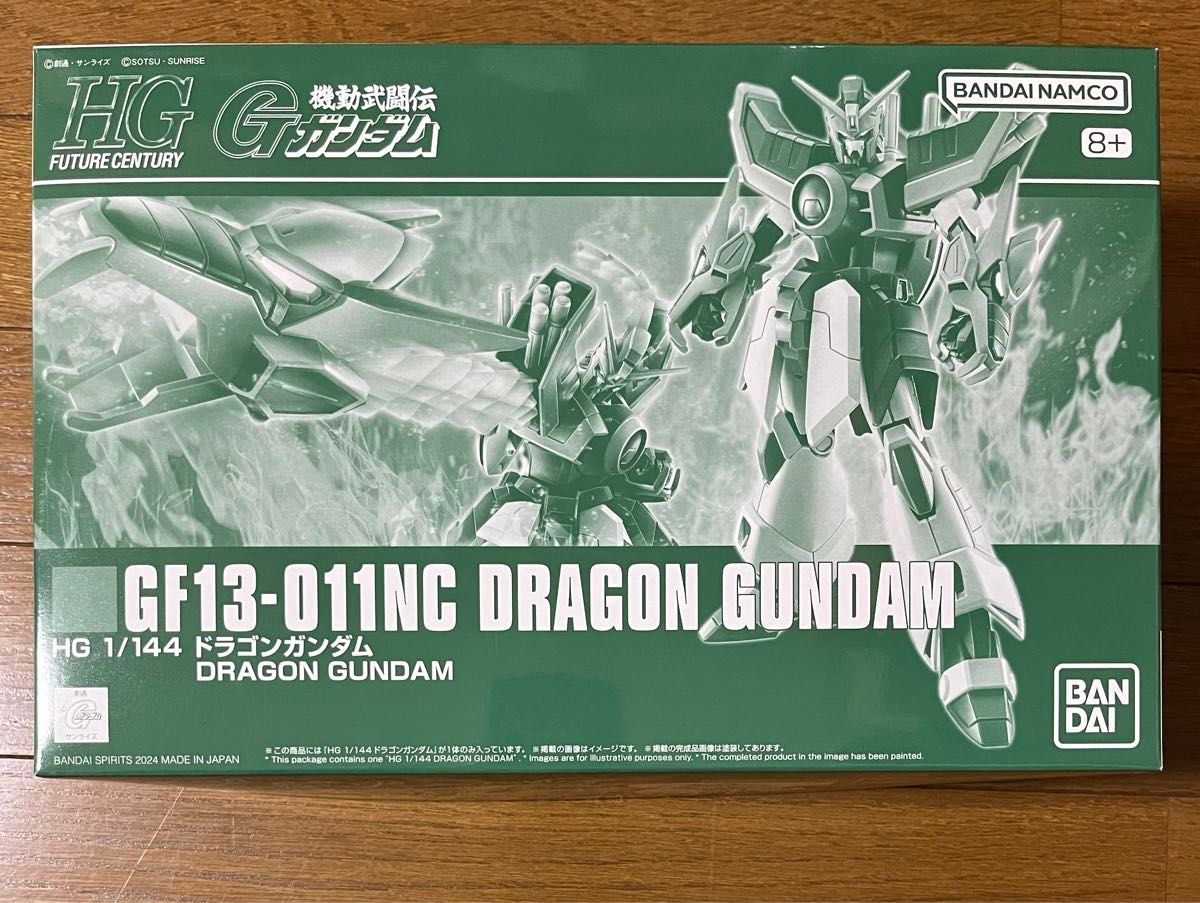 ©創通・サンライズ ©SOTSU・SUNRISE
HG
FUTURE CENTURY
機動武闘伝
Gガンダム
BANDAI NAMCO
8+
GF13-011NC DRAGON GUNDAM
HG 1/144 ドラゴンガンダム
DRAGON GUNDAM
創通
Gガンダム
サンライズ
BAN
DAI
※この商品には「HG 1/144 ドラゴンガンダム」が1体のみ入っています。 ※掲載の画像はイメージです。 ※掲載の完成品画像は塗装してあります。
BANDAI SPIRITS 2024 MADE IN JAPAN
* This package contains one "HG 1/144 DRAGON GUNDAM". * Images are for illustrative purposes only. * The completed product in the image has been painted.